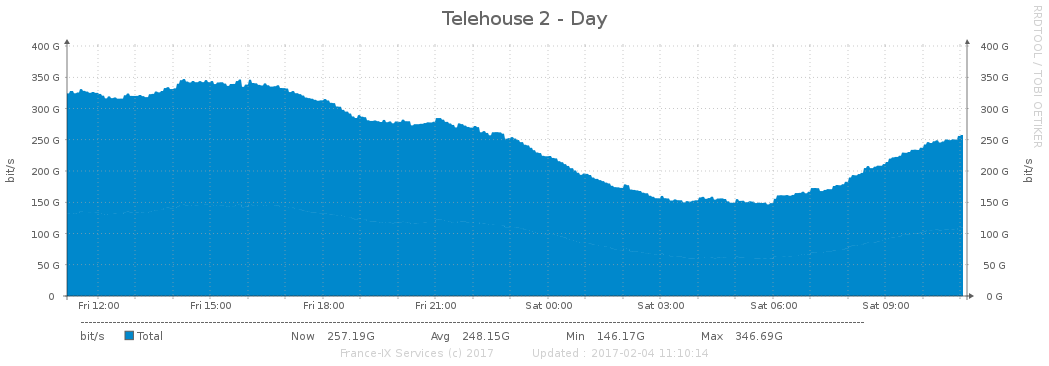 Telehouse 2 - Day
RRDTOOL / TOBI OETIKER
400 G 400 G
350 G 350 G
300 G 300 G
250 G 250 G
200 G 200 G
150 G 150 G
100 G 100 G
50 G 50 G
0 0 G
bit/s bit/s
Fri 12:00 Fri 15:00 Fri 18:00 Fri 21:00 Sat 00:00 Sat 03:00 Sat 06:00 Sat 09:00
bit/s Total Now 257.19G Avg 248.15G Min 146.17G Max 346.69G
France-IX Services (c) 2017 Updated : 2017-02-04 11:10:14